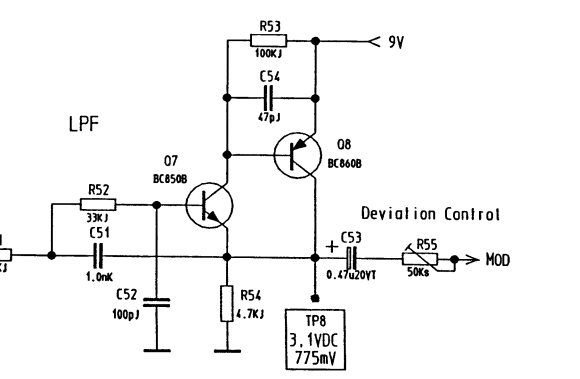 R53
100KJ
9V
C54
47pJ
LPF
Q7
BC850B
Q8
BC860B
R52
33KJ
C51
1.0nK
Deviation Control
+
C53
0.47u20%T
R55
50Ks
MOD
C52
100pJ
R54
4.7KJ
TP8
3.1VDC
775mV